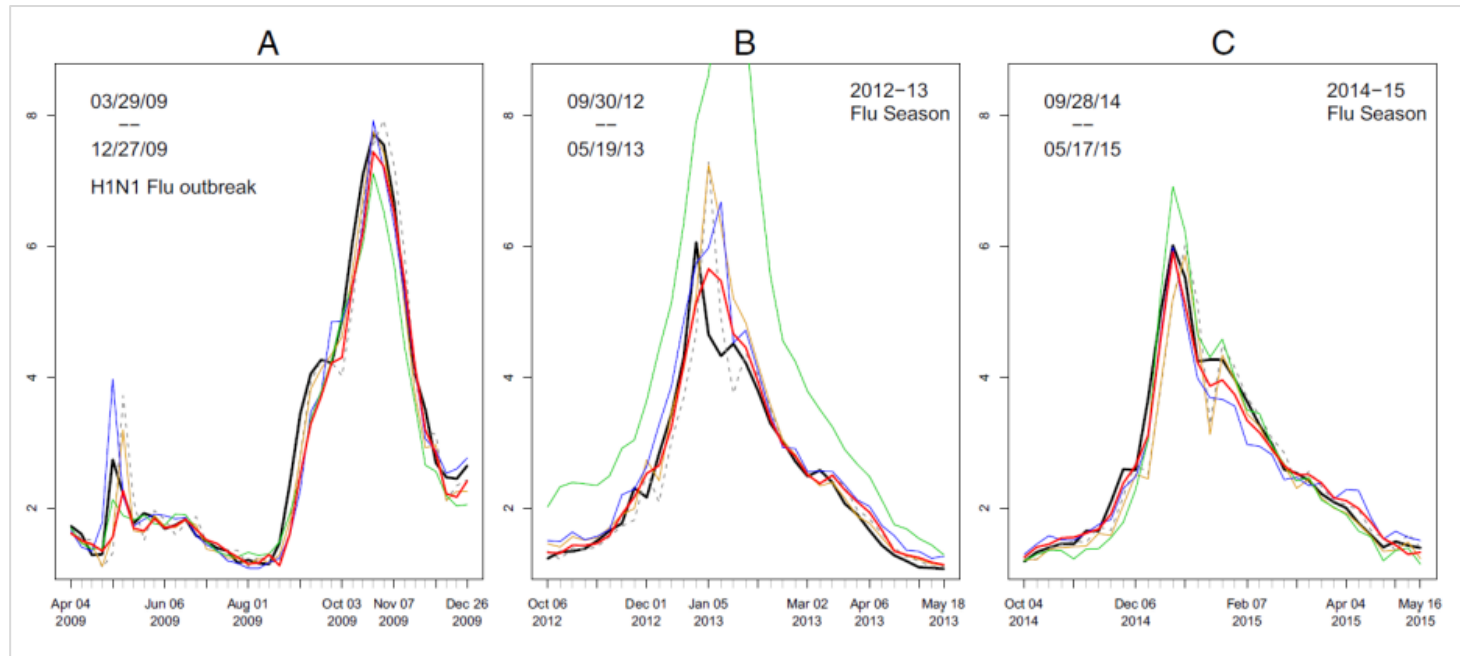 A
B
C
03/29/09
––
12/27/09
H1N1 Flu outbreak
8
6
4
2
Apr 04
2009
Jun 06
2009
Aug 01
2009
Oct 03
2009
Nov 07
2009
Dec 26
2009
09/30/12
––
05/19/13
2012−13
Flu Season
8
6
4
2
Oct 06
2012
Dec 01
2012
Jan 05
2013
Mar 02
2013
Apr 06
2013
May 18
2013
09/28/14
––
05/17/15
2014−15
Flu Season
8
6
4
2
Oct 04
2014
Dec 06
2014
Feb 07
2015
Apr 04
2015
May 16
2015